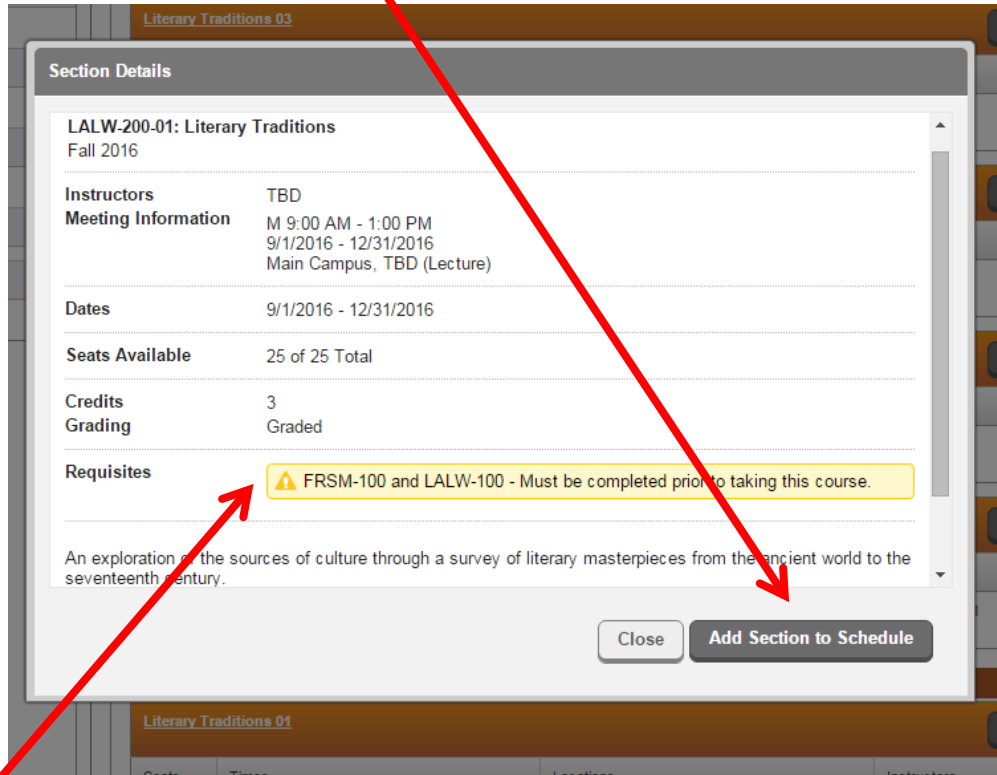 Literary Traditions 03
Section Details
LALW-200-01: Literary Traditions
Fall 2016
Instructors TBD
Meeting Information M 9:00 AM - 1:00 PM
9/1/2016 - 12/31/2016
Main Campus, TBD (Lecture)
Dates 9/1/2016 - 12/31/2016
Seats Available 25 of 25 Total
Credits 3
Grading Graded
Requisites FRSM-100 and LALW-100 - Must be completed prior to taking this course.
An exploration of the sources of culture through a survey of literary masterpieces from the ancient world to the
seventeenth century.
Close Add Section to Schedule
Literary Traditions 01
Seats Times Locations Instructors